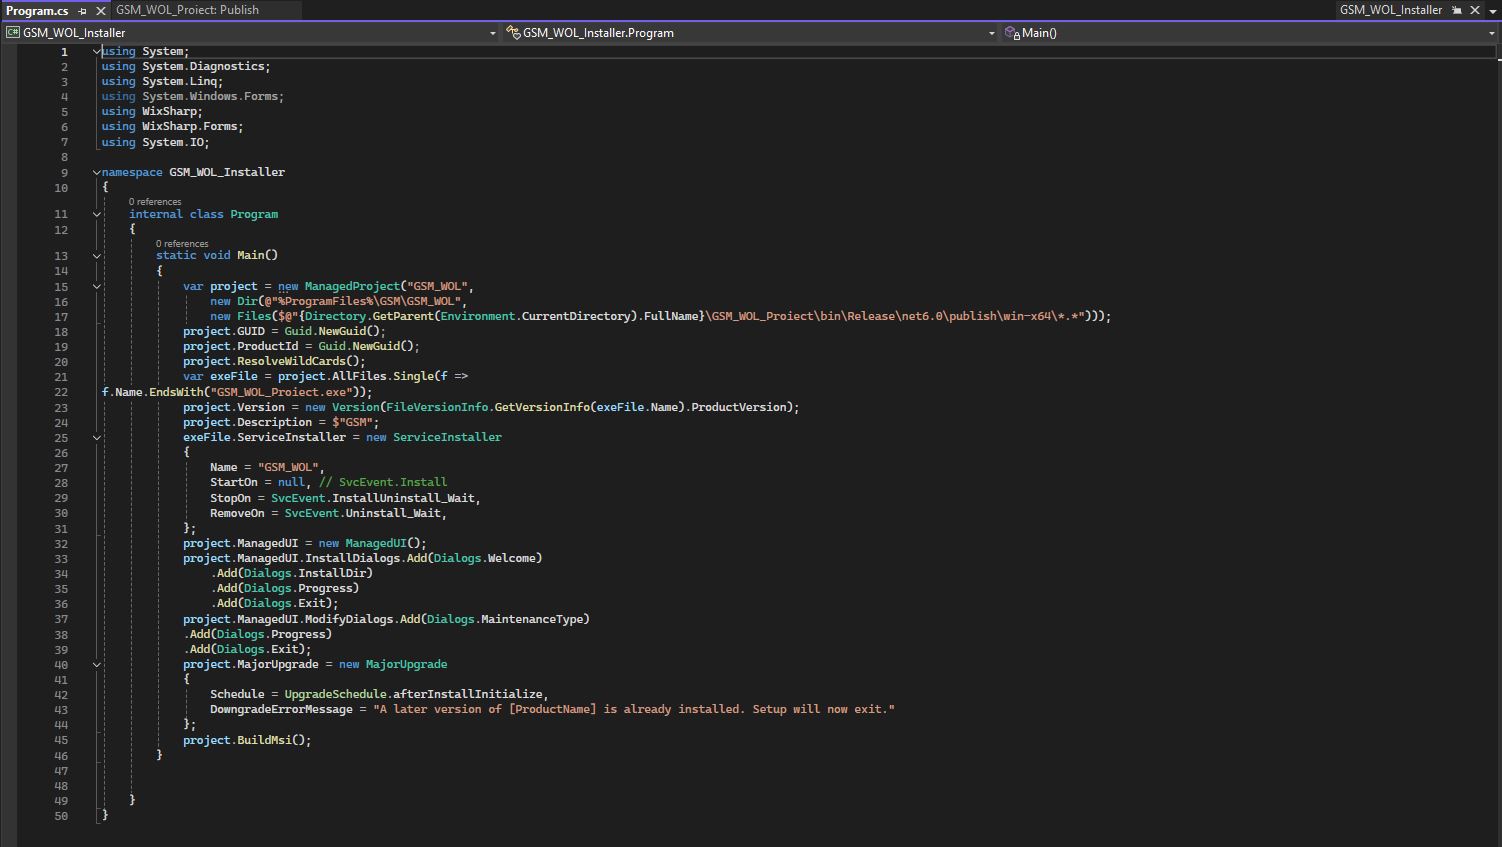 Program.cs GSM_WOL_Proiect: Publish GSM_WOL_Installer
GSM_WOL_Installer GSM_WOL_Installer.Program Main()
1 using System;
2 using System.Diagnostics;
3 using System.Linq;
4 using System.Windows.Forms;
5 using WixSharp;
6 using WixSharp.Forms;
7 using System.IO;
8
9 namespace GSM_WOL_Installer
10 {
0 references
11 internal class Program
12 {
0 references
13 static void Main()
14 {
15 var project = new ManagedProject("GSM_WOL",
16 new Dir(@"%ProgramFiles%\GSM\GSM_WOL",
17 new Files($@"{Directory.GetParent(Environment.CurrentDirectory).FullName}\GSM_WOL_Proiect\bin\Release\net6.0\publish\win-x64\*.*")));
18 project.GUID = Guid.NewGuid();
19 project.ProductId = Guid.NewGuid();
20 project.ResolveWildCards();
21 var exeFile = project.AllFiles.Single(f =>
22 f.Name.EndsWith("GSM_WOL_Proiect.exe"));
23 project.Version = new Version(FileVersionInfo.GetVersionInfo(exeFile.Name).ProductVersion);
24 project.Description = $"GSM";
25 exeFile.ServiceInstaller = new ServiceInstaller
26 {
27 Name = "GSM_WOL",
28 StartOn = null, // SvcEvent.Install
29 StopOn = SvcEvent.InstallUninstall_Wait,
30 RemoveOn = SvcEvent.Uninstall_Wait,
31 };
32 project.ManagedUI = new ManagedUI();
33 project.ManagedUI.InstallDialogs.Add(Dialogs.Welcome)
34 .Add(Dialogs.InstallDir)
35 .Add(Dialogs.Progress)
36 .Add(Dialogs.Exit);
37 project.ManagedUI.ModifyDialogs.Add(Dialogs.MaintenanceType)
38 .Add(Dialogs.Progress)
39 .Add(Dialogs.Exit);
40 project.MajorUpgrade = new MajorUpgrade
41 {
42 Schedule = UpgradeSchedule.afterInstallInitialize,
43 DowngradeErrorMessage = "A later version of [ProductName] is already installed. Setup will now exit."
44 };
45 project.BuildMsi();
46 }
47
48
49 }
50 }